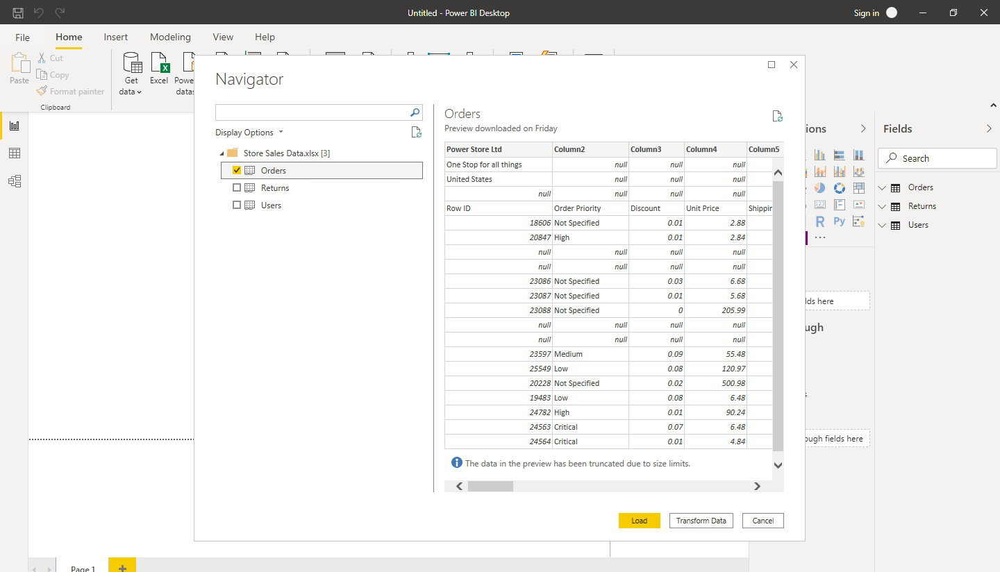 Untitled - Power BI Desktop
Sign in
File Home Insert Modeling View Help
Paste
Cut
Copy
Format painter
Clipboard
Get data
Excel
Navigator
Display Options
Store Sales Data.xlsx [3]
Orders
Returns
Users
Orders
Preview downloaded on Friday
Power Store Ltd Column2 Column3 Column4 Column5
One Stop for all things null null null
United States null null null
null null null null
Row ID Order Priority Discount Unit Price
18606 Not Specified 0.01 2.88
20847 High 0.01 2.84
null null null null
null null null null
23086 Not Specified 0.03 6.68
23087 Not Specified 0.01 5.68
23088 Not Specified 0 205.99
null null null null
null null null null
23597 Medium 0.09 55.48
25549 Low 0.08 120.97
20228 Not Specified 0.02 500.98
19483 Low 0.08 6.48
24782 High 0.01 90.24
24563 Critical 0.07 6.48
24564 Critical 0.01 4.84
The data in the preview has been truncated due to size limits.
Load Transform Data Cancel
Fields
Search
Orders
Returns
Users
123
R Py
here
fields here
Page 1